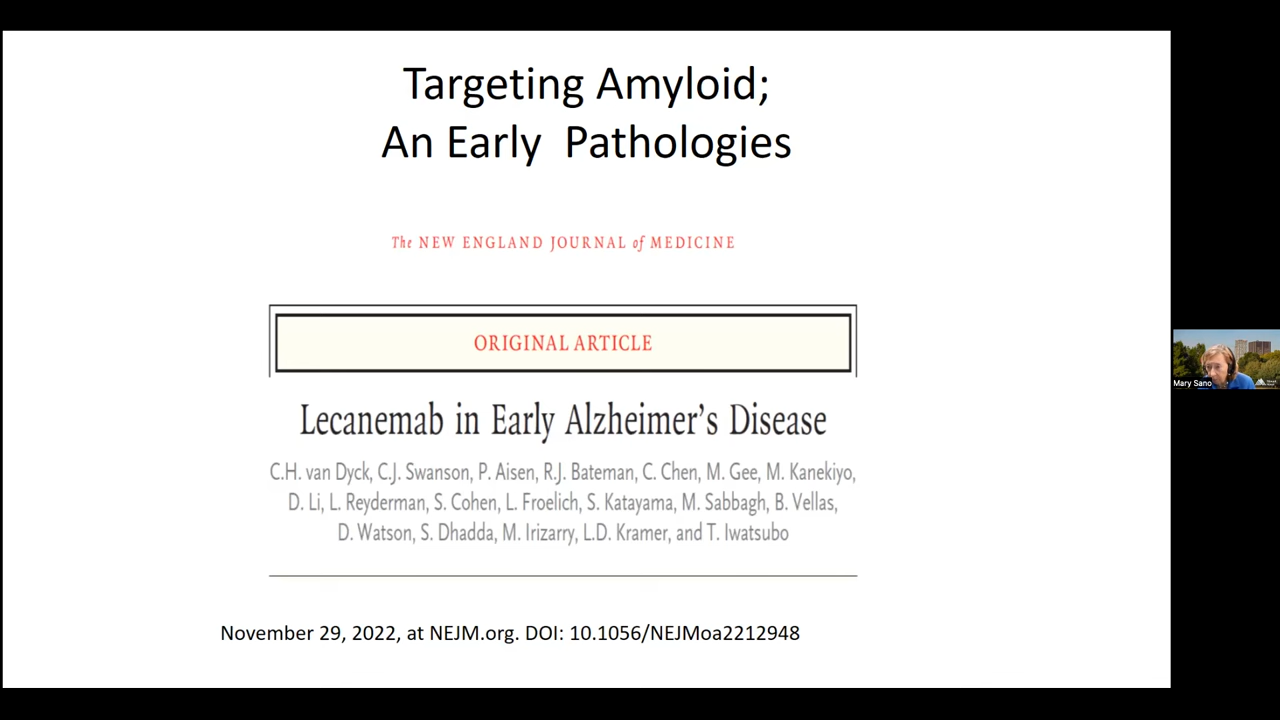 Targeting Amyloid;
An Early  Pathologies
The NEW ENGLAND JOURNAL of MEDICINE
ORIGINAL ARTICLE
Lecanemab in Early Alzheimer's Disease
C.H. van Dyck, C.J. Swanson, P. Aisen, R.J. Bateman, C. Chen, M. Gee, M. Kanekiyo,
D. Li, L. Reyderman, S. Cohen, L. Froelich, S. Katayama, M. Sabbagh, B. Vellas,
D. Watson, S. Dhadda, M. Irizarry, L.D. Kramer, and T. Iwatsubo
November 29, 2022, at NEJM.org. DOI: 10.1056/NEJMoa2212948
Mary Sano